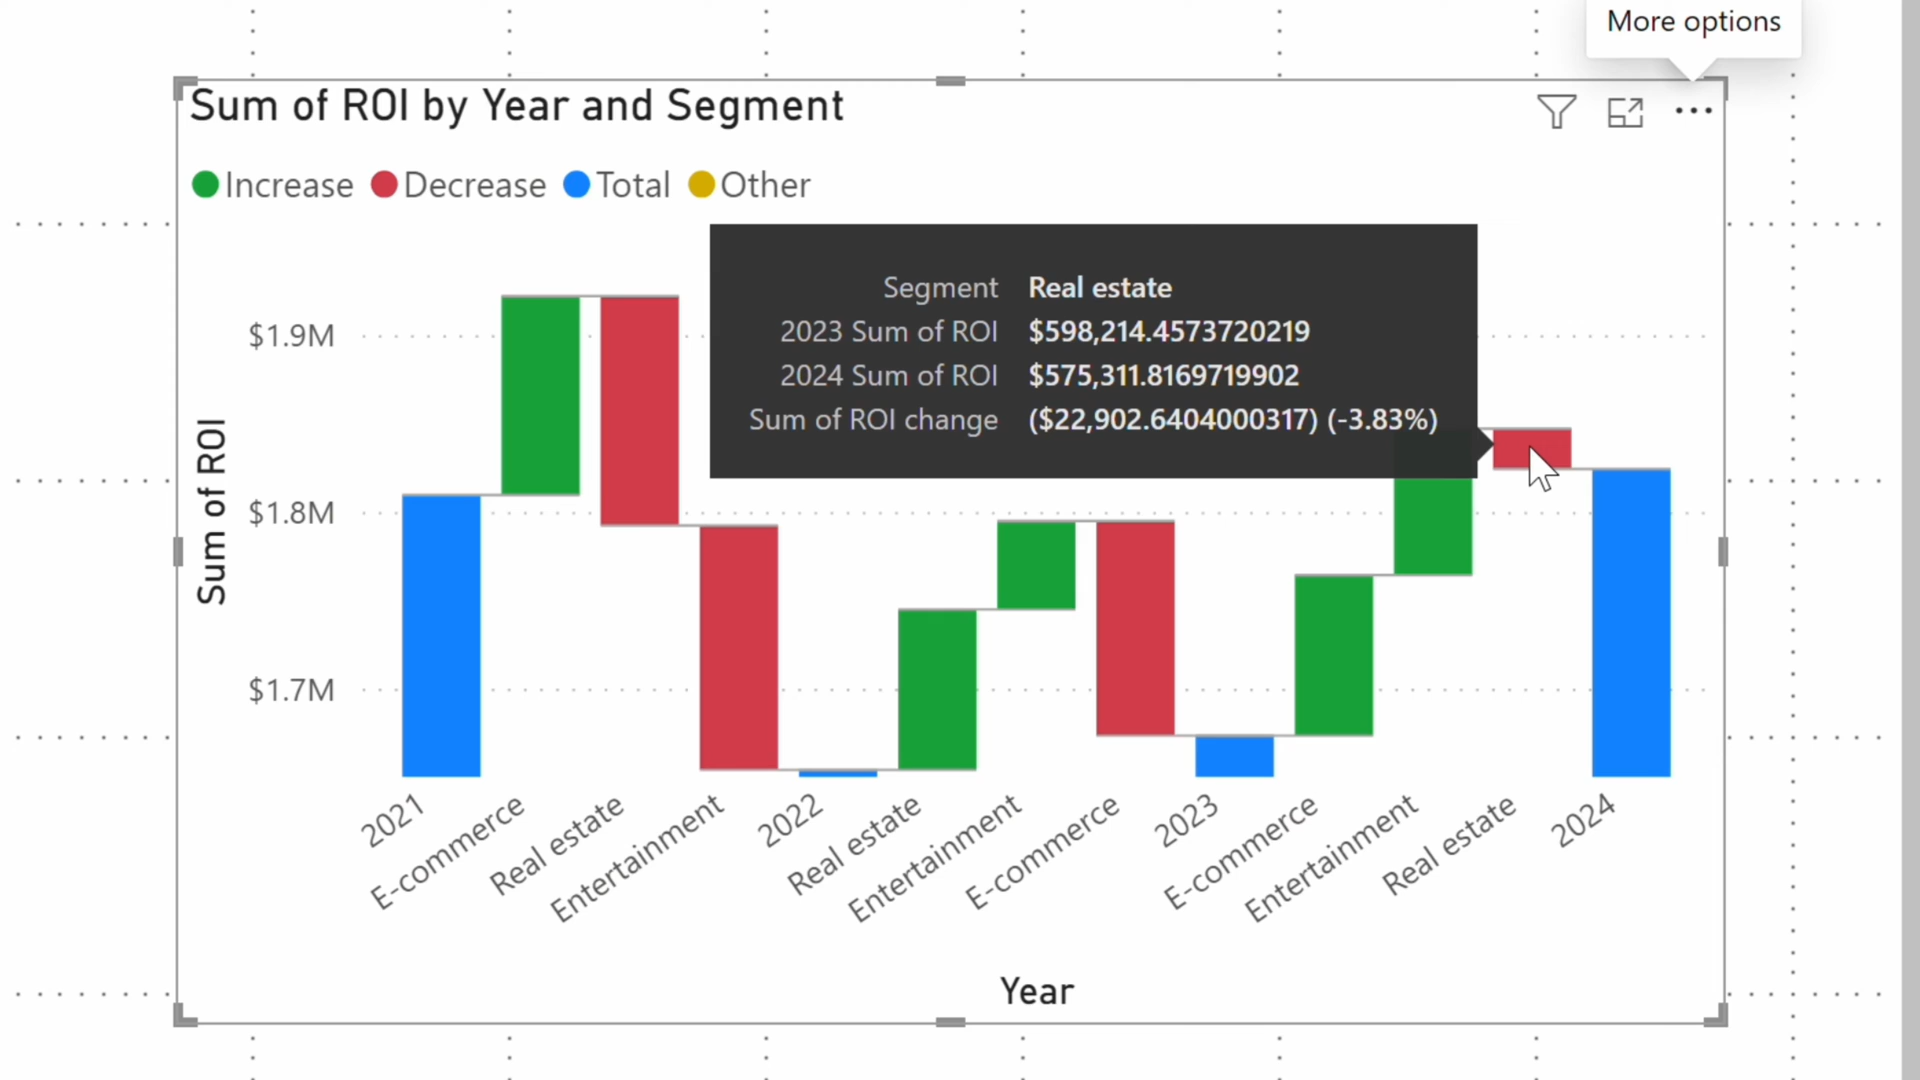 More options
Sum of ROI by Year and Segment
Increase Decrease Total Other
Segment Real estate
2023 Sum of ROI $598,214.4573720219
2024 Sum of ROI $575,311.8169719902
Sum of ROI change ($22,902.6404000317) (-3.83%)
Sum of ROI
$1.9M
$1.8M
$1.7M
2021
E-commerce
Real estate
Entertainment
2022
Real estate
Entertainment
E-commerce
2023
E-commerce
Entertainment
Real estate
2024
Year